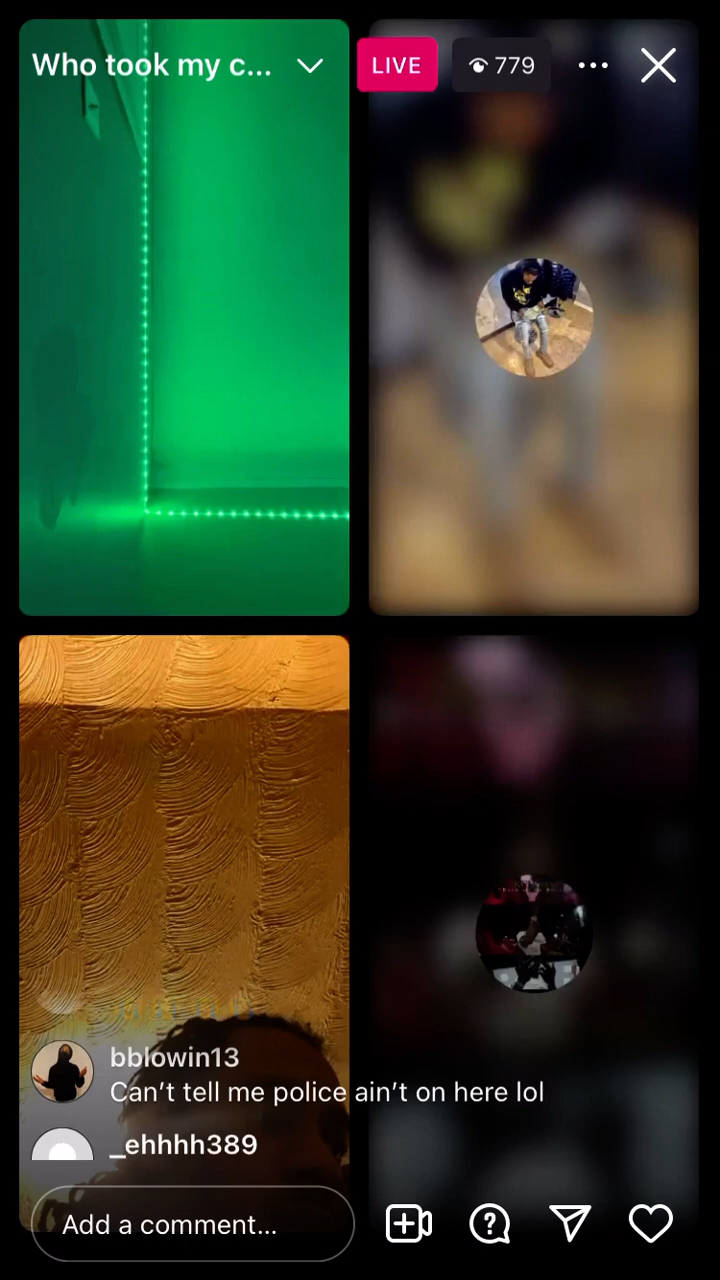 Who took my c...
LIVE
779
bblowin13
Can't tell me police ain't on here lol
_ehhhh389
Add a comment...